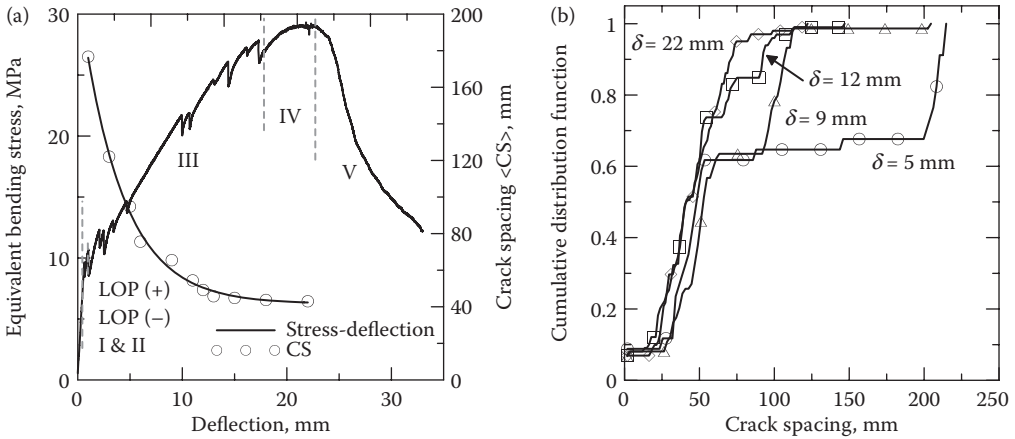 (a)
Equivalent bending stress, MPa
30
20
10
0
0
10
20
30
Deflection, mm
200
160
120
80
40
0
Crack spacing <CS>, mm
III
IV
V
LOP (+)
LOP (−)
I & II
Stress-deflection
CS
(b)
Cumulative distribution function
1
0.8
0.6
0.4
0.2
0
0
50
100
150
200
250
Crack spacing, mm
δ = 22 mm
δ = 12 mm
δ = 9 mm
δ = 5 mm